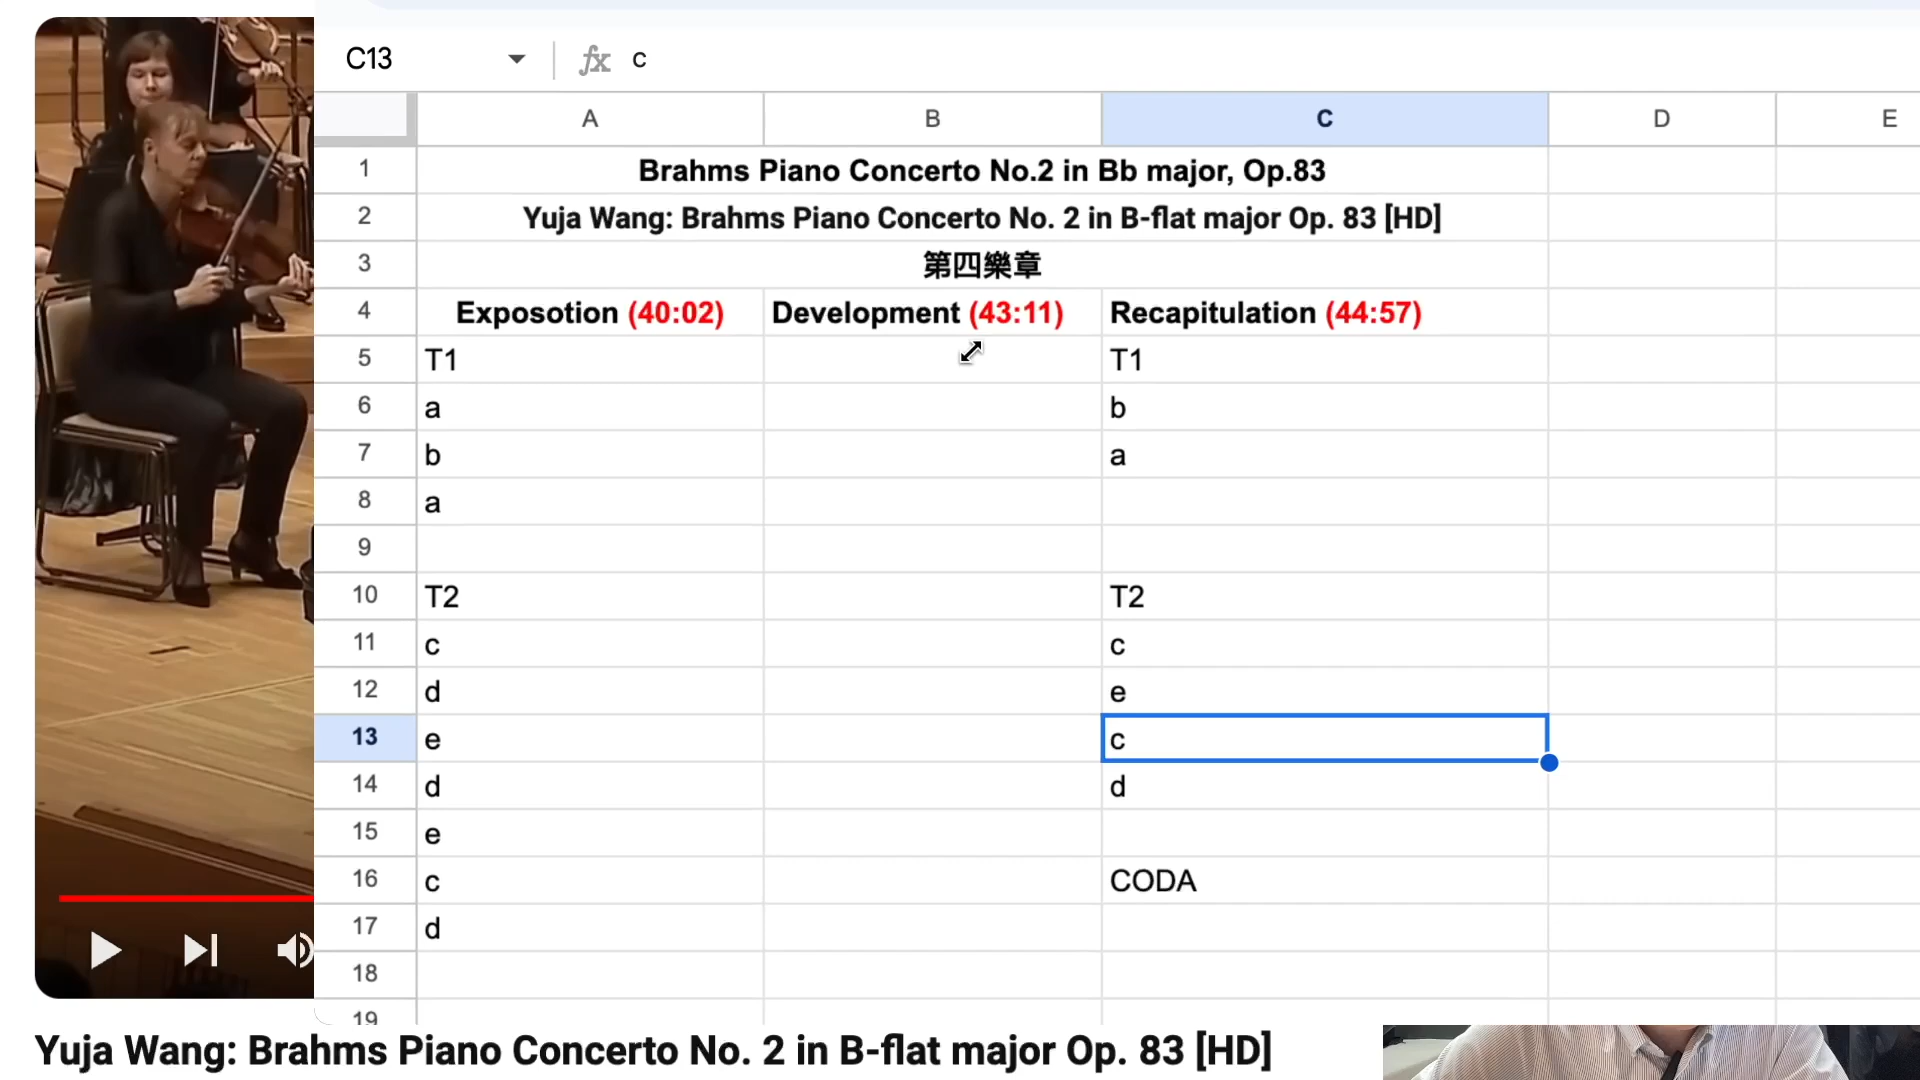 C13 fx c
A B C D E
1 Brahms Piano Concerto No.2 in Bb major, Op.83
2 Yuja Wang: Brahms Piano Concerto No. 2 in B-flat major Op. 83 [HD]
3 第四樂章
4 Exposotion (40:02) Development (43:11) Recapitulation (44:57)
5 T1 T1
6 a b
7 b a
8 a
9
10 T2 T2
11 c c
12 d e
13 e c
14 d d
15 e
16 c CODA
17 d
18
19
Yuja Wang: Brahms Piano Concerto No. 2 in B-flat major Op. 83 [HD]